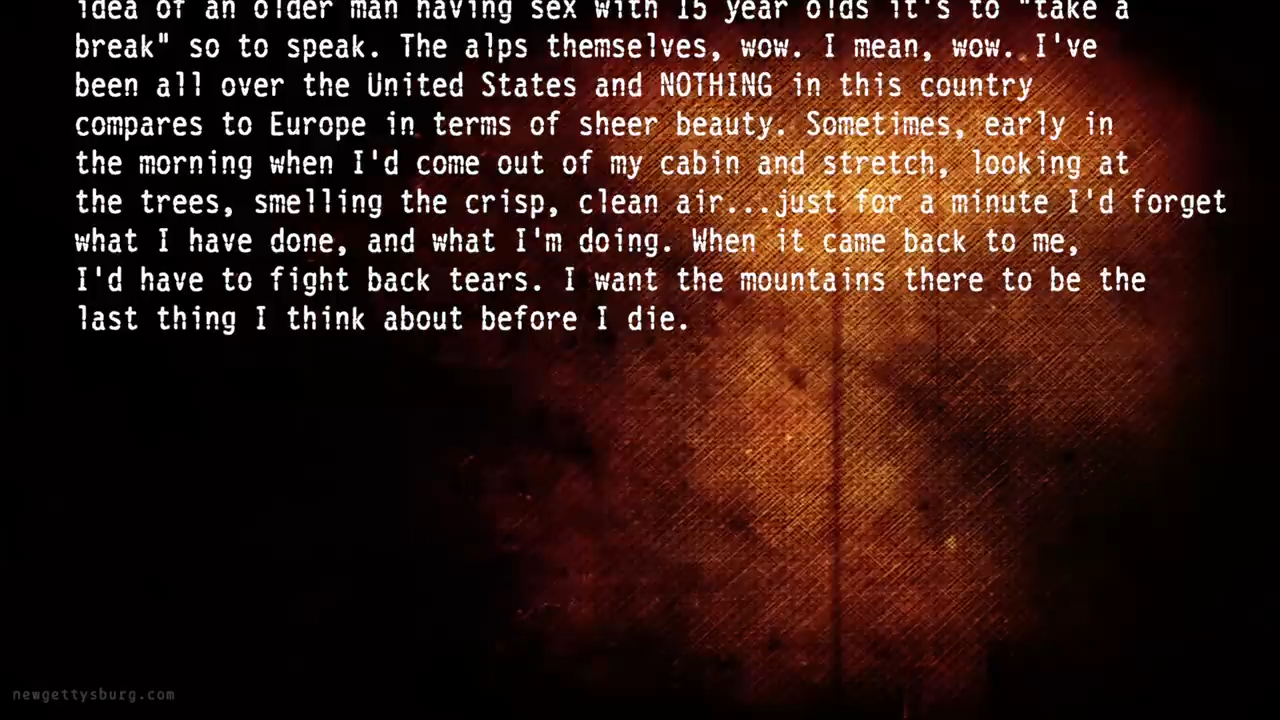 idea of an older man having sex with 15 year olds it's to "take a
break" so to speak. The alps themselves, wow. I mean, wow. I've
been all over the United States and NOTHING in this country
compares to Europe in terms of sheer beauty. Sometimes, early in
the morning when I'd come out of my cabin and stretch, looking at
the trees, smelling the crisp, clean air...just for a minute I'd forget
what I have done, and what I'm doing. When it came back to me,
I'd have to fight back tears. I want the mountains there to be the
last thing I think about before I die.
newgettysburg.com